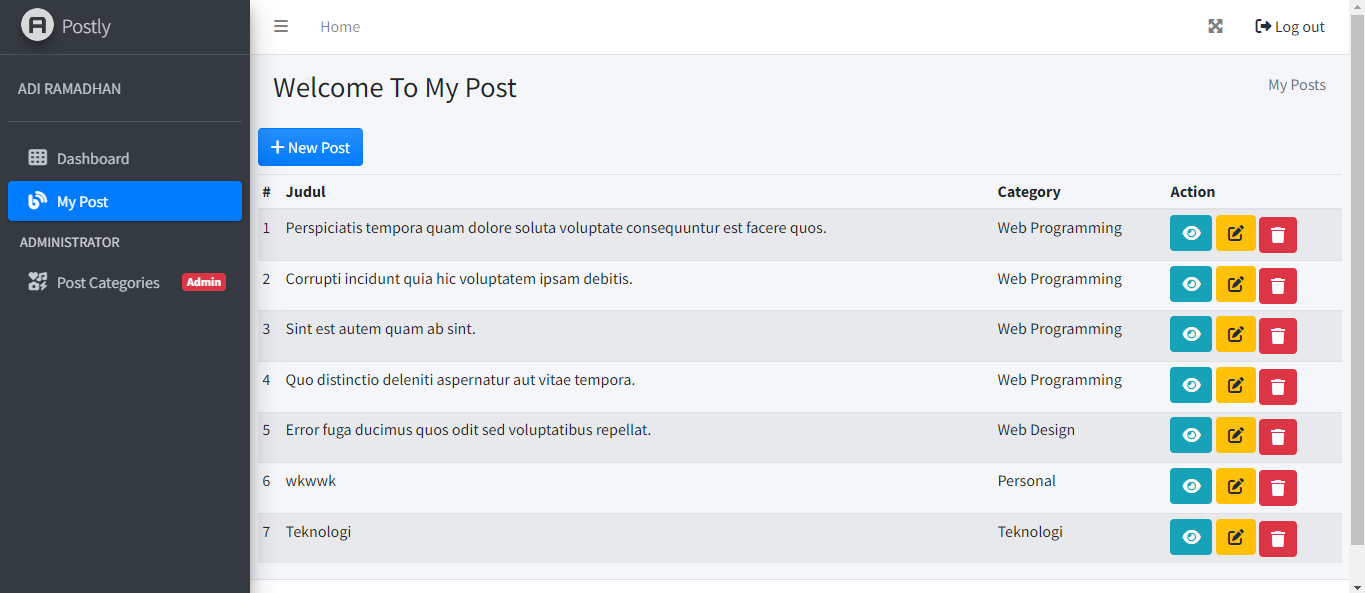 Postly
Home
Log out
ADI RAMADHAN
Welcome To My Post
My Posts
New Post
Dashboard
My Post
ADMINISTRATOR
Post Categories Admin
# Judul Category Action
1 Perspiciatis tempora quam dolore soluta voluptate consequuntur est facere quos. Web Programming
2 Corrupti incidunt quia hic voluptatem ipsam debitis. Web Programming
3 Sint est autem quam ab sint. Web Programming
4 Quo distinctio deleniti aspernatur aut vitae tempora. Web Programming
5 Error fuga ducimus quos odit sed voluptatibus repellat. Web Design
6 wkwwk Personal
7 Teknologi Teknologi